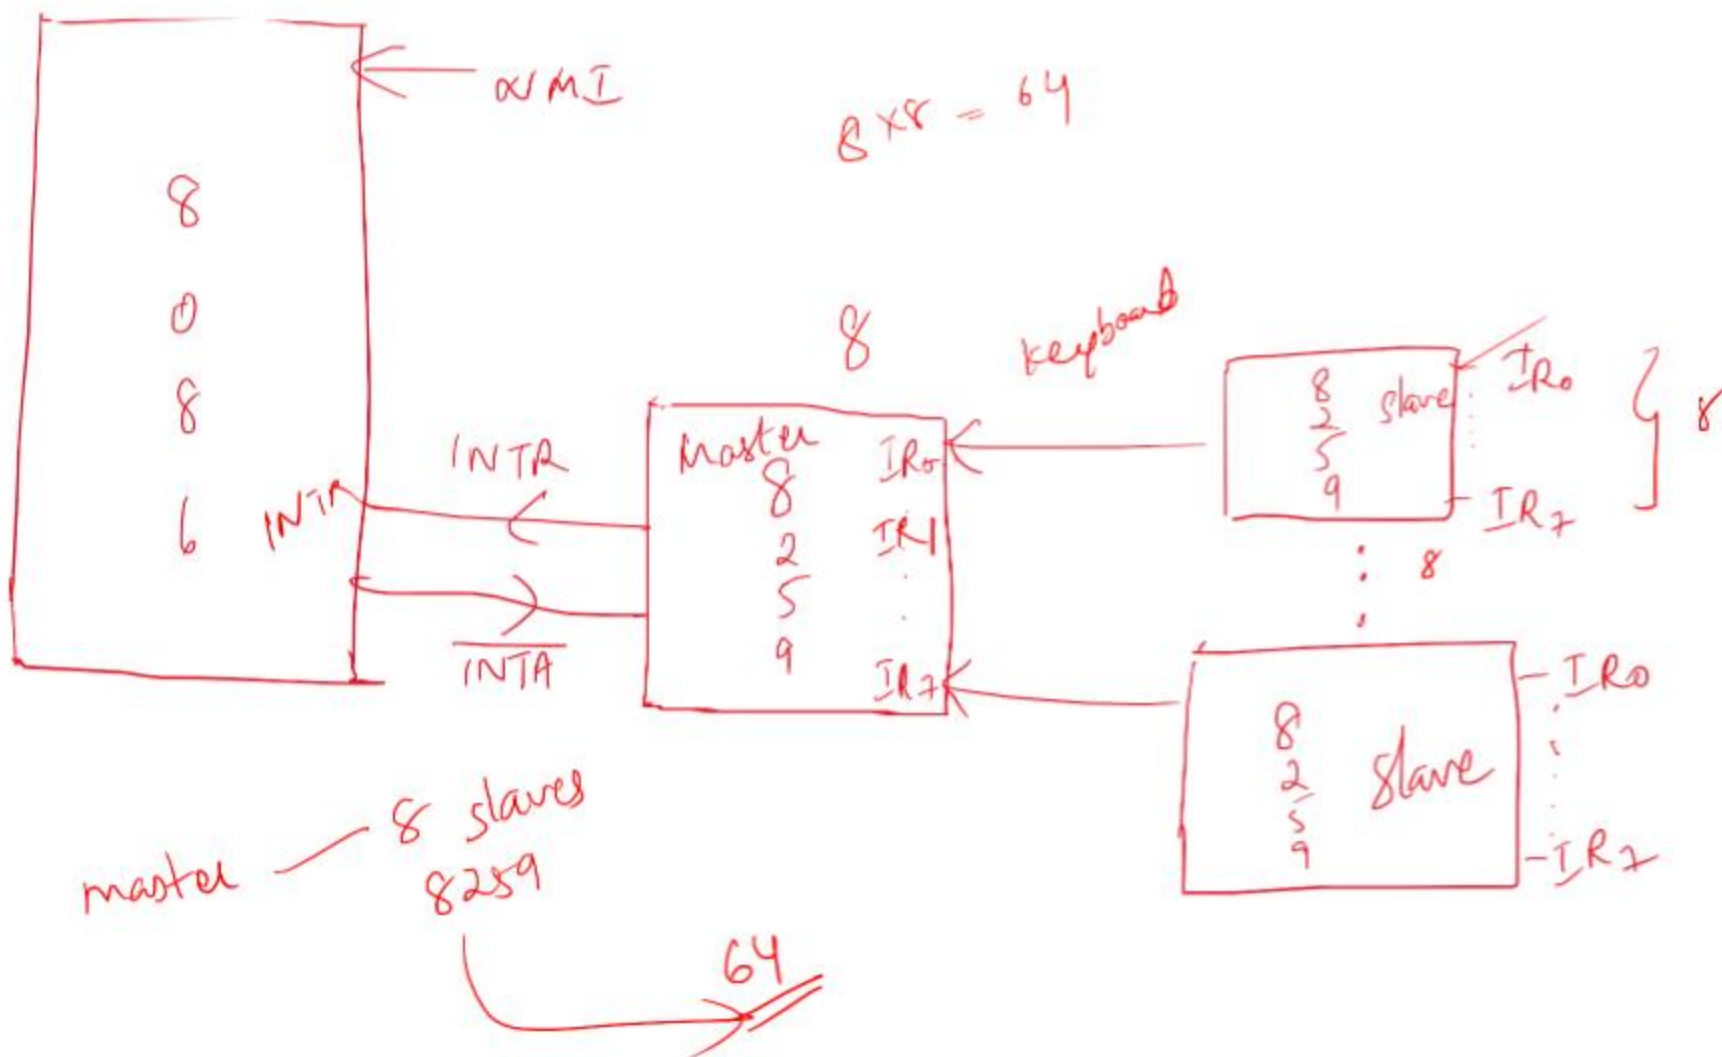 NMI
8×8 = 64
8
0
8
6
INTR
INTR
INTA
8
Master
8
2
5
9
IR0
IR1
IR7
keyboard
8
2
5
9
slave
IR0
IR7
8
8
8
2
5
9
slave
IR0
IR7
master — 8 slaves
8259
64